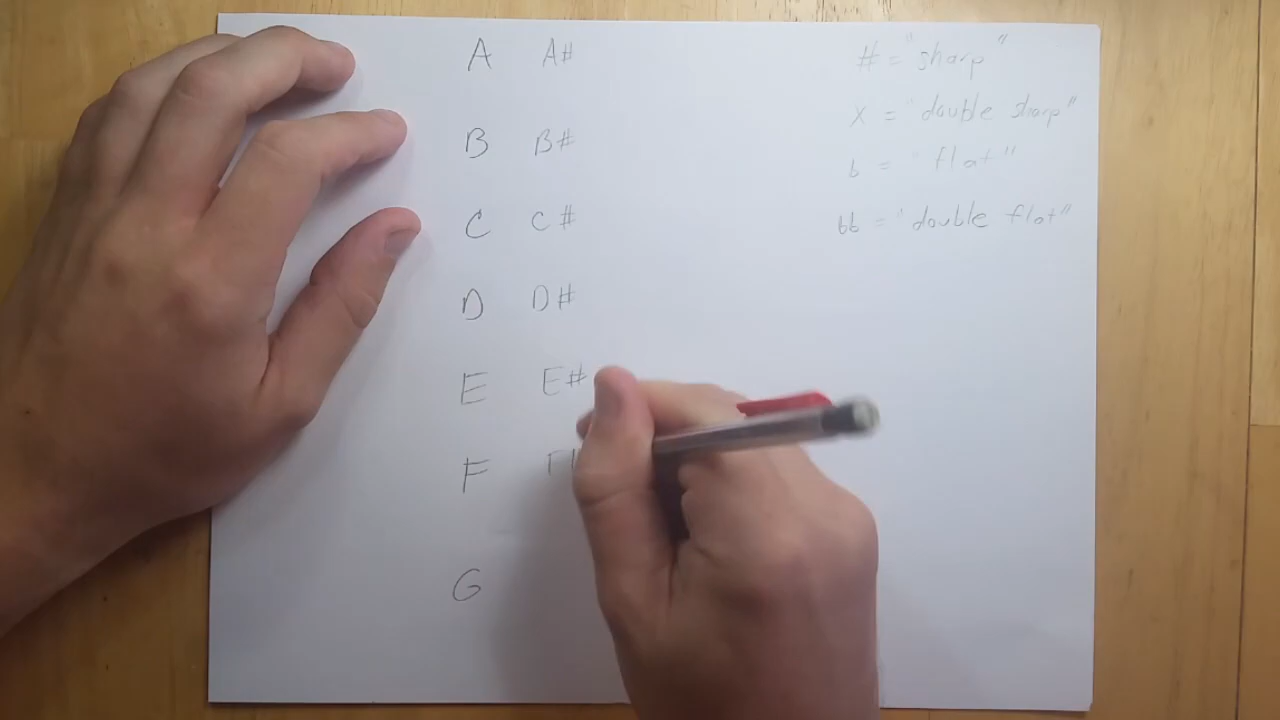 A A#
B B#
C C#
D D#
E E#
F
G
# = "sharp"
x = "double sharp"
b = "flat"
bb = "double flat"